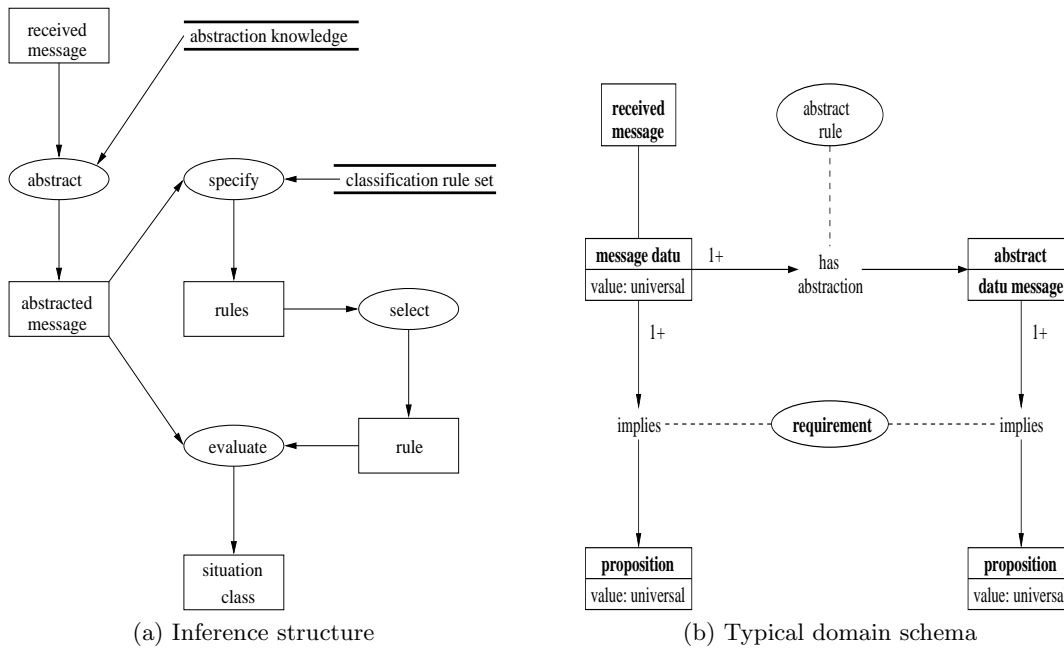 received
message
abstraction knowledge
abstract
specify
classification rule set
abstracted
message
rules
select
evaluate
rule
situation
class
(a) Inference structure
received
message
abstract
rule
message datu
value: universal
1+
has
abstraction
abstract
datu message
1+
1+
implies
requirement
implies
proposition
value: universal
proposition
value: universal
(b) Typical domain schema